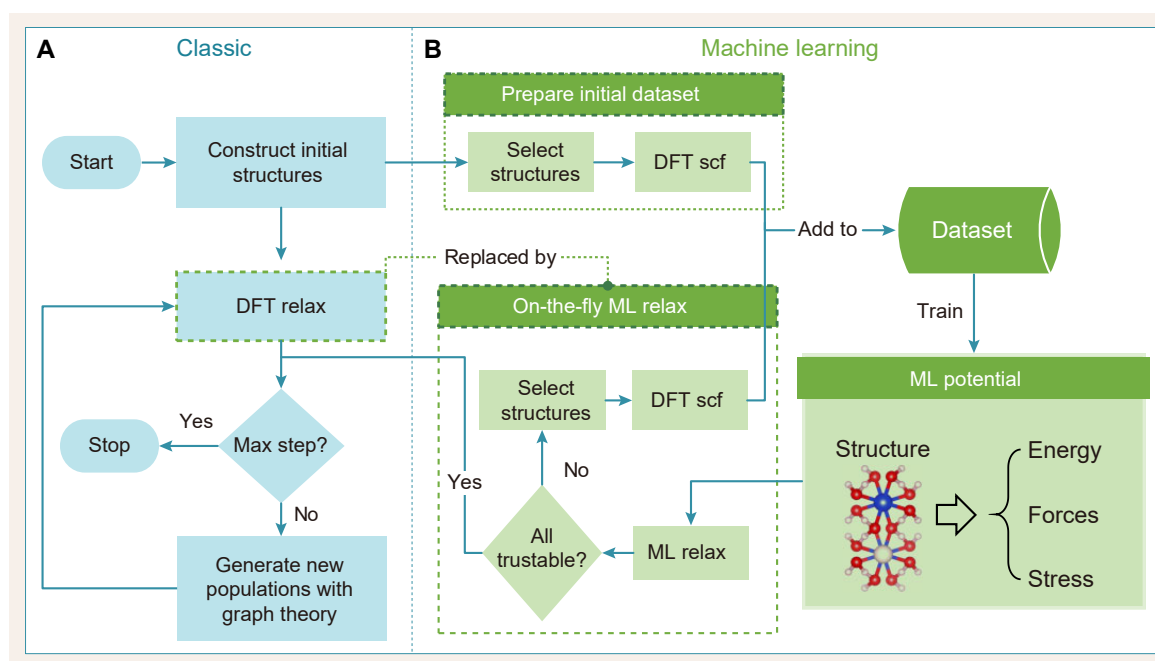 A
Classic
Start
Construct initial
structures
DFT relax
Max step?
Yes
Stop
No
Generate new
populations with
graph theory
B
Machine learning
Prepare initial dataset
Select
structures
DFT scf
Add to
Dataset
Replaced by
On-the-fly ML relax
Select
structures
DFT scf
No
Yes
All
trustable?
ML relax
Train
ML potential
Structure
Energy
Forces
Stress